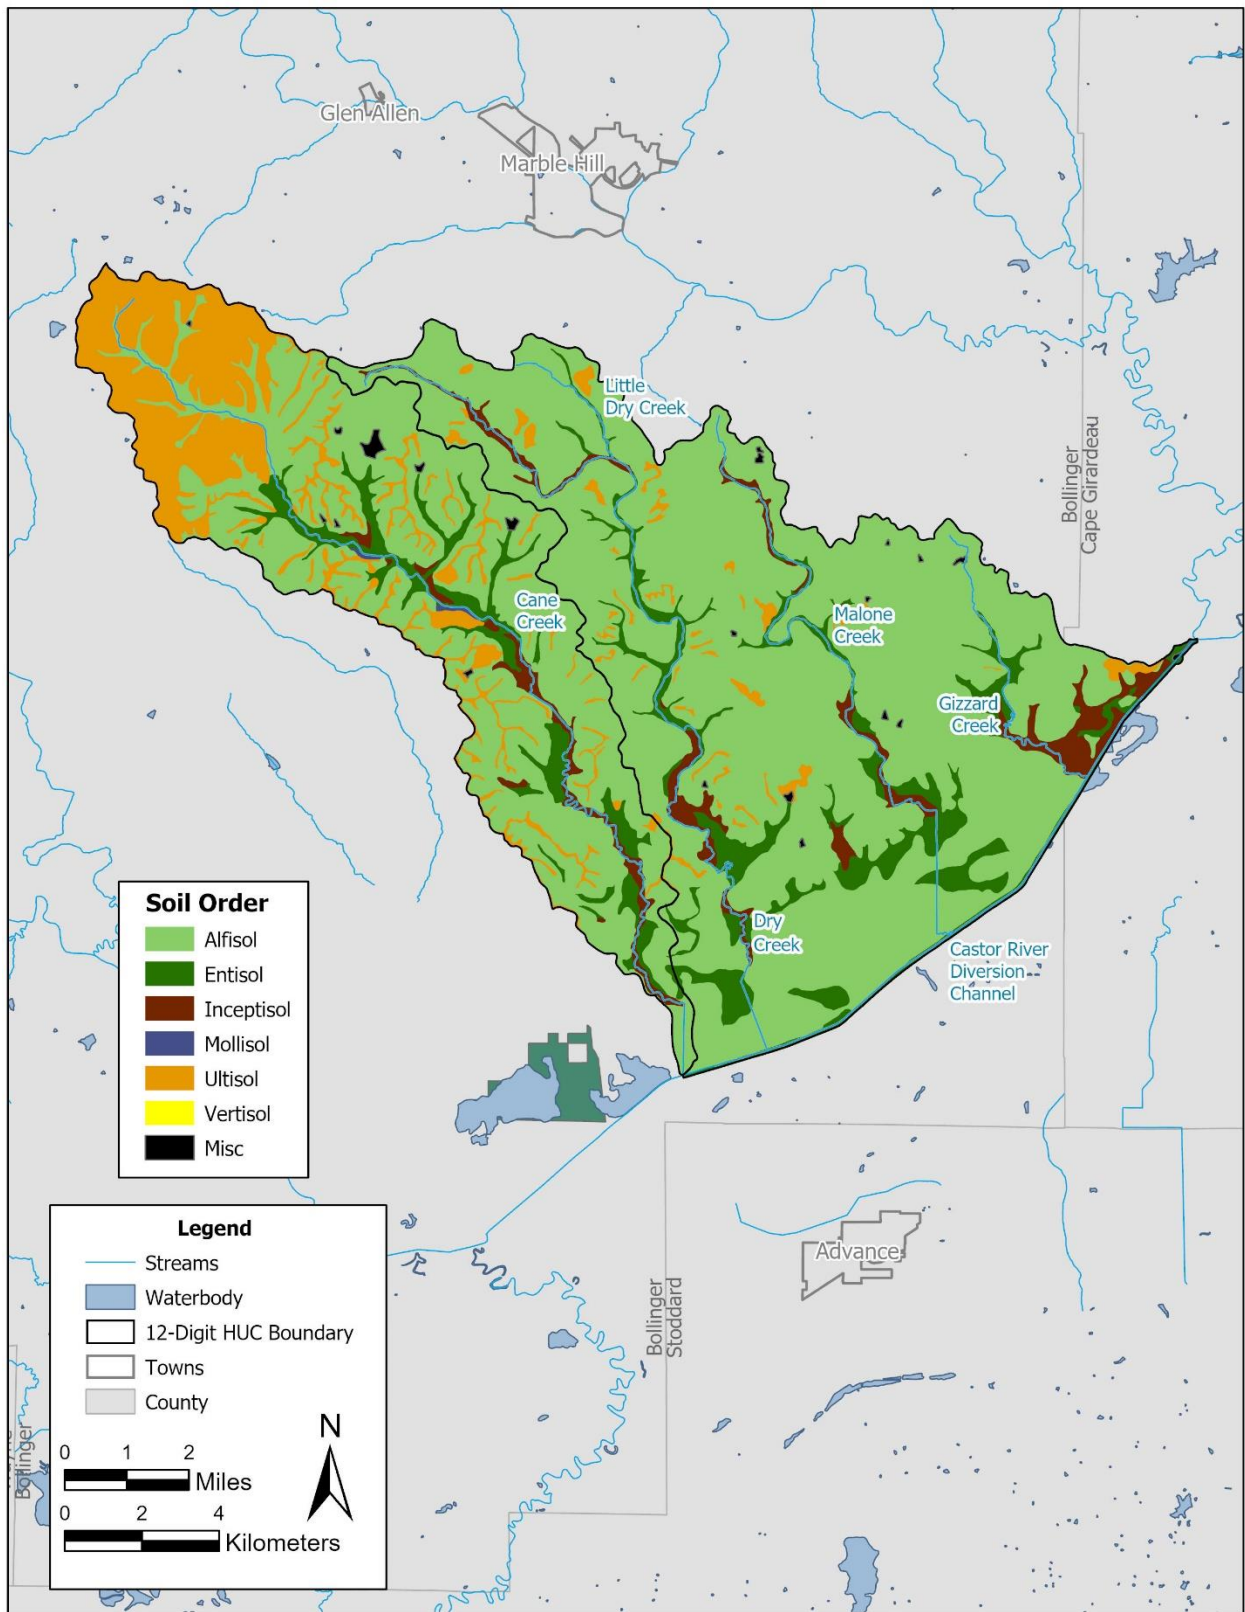 Glen Allen
Marble Hill
Little
Dry Creek
Bollinger
Cape Girardeau
Cane
Creek
Malone
Creek
Gizzard
Creek
Dry
Creek
Castor River
Diversion
Channel
Soil Order
Alfisol
Entisol
Inceptisol
Mollisol
Ultisol
Vertisol
Misc
Advance
Bollinger
Stoddard
Legend
Streams
Waterbody
12-Digit HUC Boundary
Towns
County
N
0 1 2
Miles
0 2 4
Kilometers
Bollinger